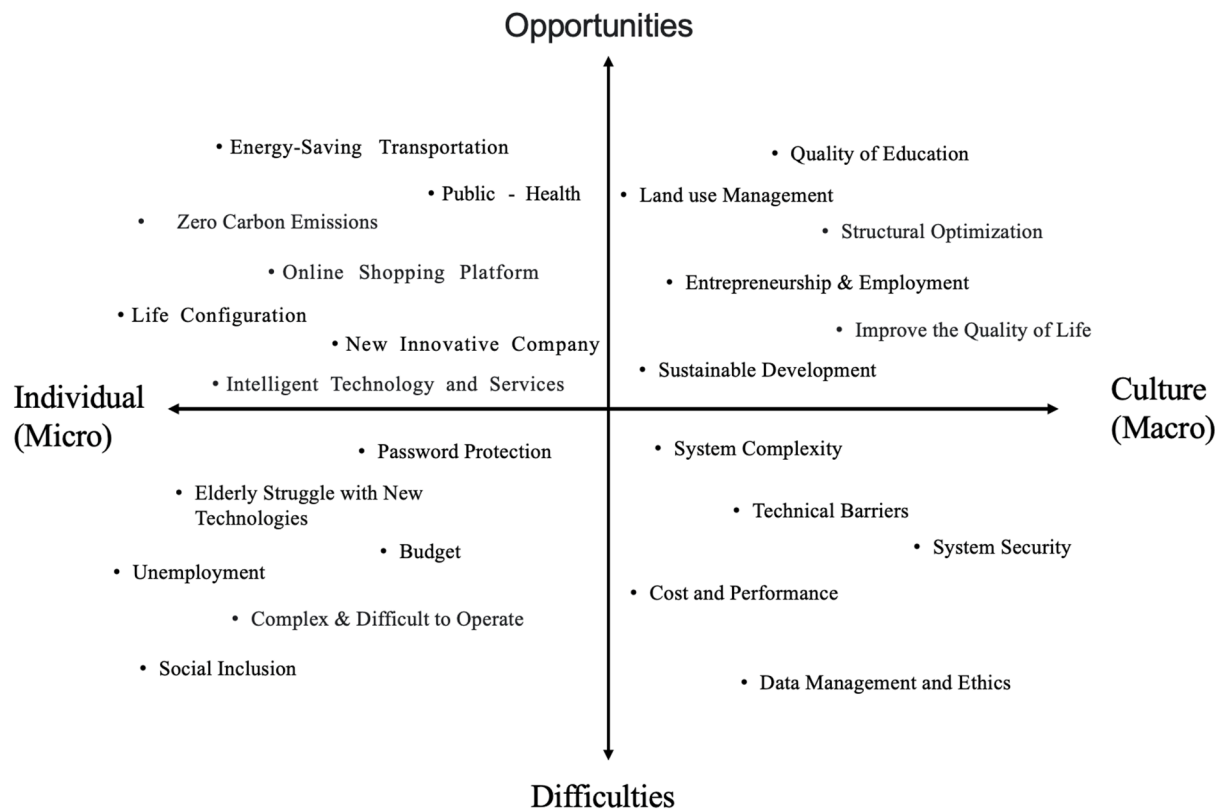 Opportunities
• Energy-Saving Transportation
• Quality of Education
• Public - Health
• Land use Management
• Zero Carbon Emissions
• Structural Optimization
• Online Shopping Platform
• Entrepreneurship & Employment
• Life Configuration
• Improve the Quality of Life
• New Innovative Company
• Sustainable Development
• Intelligent Technology and Services
Individual
(Micro)
Culture
(Macro)
• Password Protection
• System Complexity
• Elderly Struggle with New
Technologies
• Technical Barriers
• Budget
• System Security
• Unemployment
• Cost and Performance
• Complex & Difficult to Operate
• Social Inclusion
• Data Management and Ethics
Difficulties